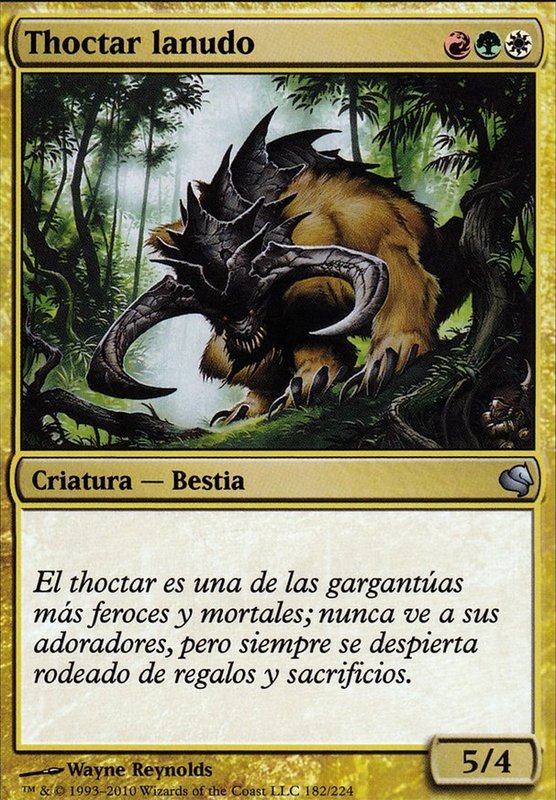 Thoctar lanudo
Criatura — Bestia
El thoctar es una de las gargantúas
más feroces y mortales; nunca ve a sus
adoradores, pero siempre se despierta
rodeado de regalos y sacrificios.
5/4
Wayne Reynolds
™ & © 1993–2010 Wizards of the Coast LLC 182/224